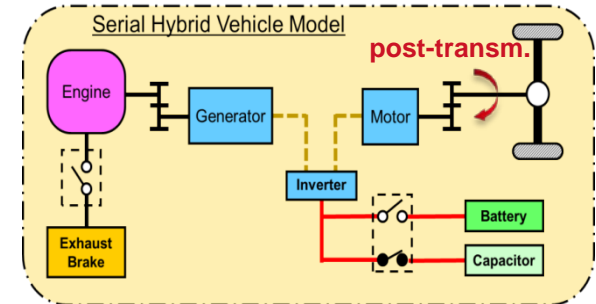 Serial Hybrid Vehicle Model
post-transm.
Engine
Generator
Motor
Inverter
Battery
Exhaust
Brake
Capacitor